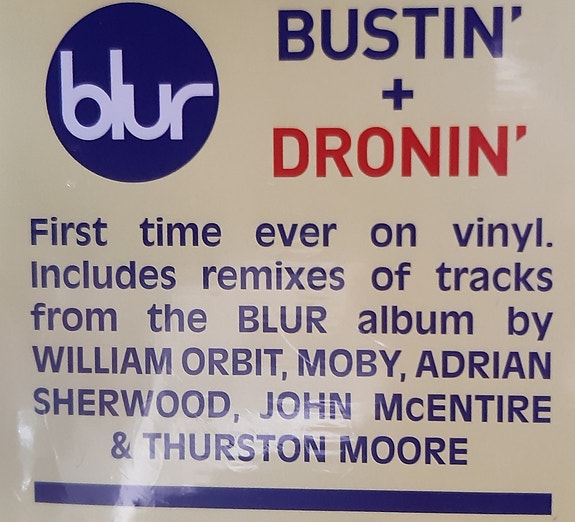 blur
BUSTIN'
+
DRONIN'
First time ever on vinyl.
Includes remixes of tracks
from the BLUR album by
WILLIAM ORBIT, MOBY, ADRIAN
SHERWOOD, JOHN McENTIRE
& THURSTON MOORE